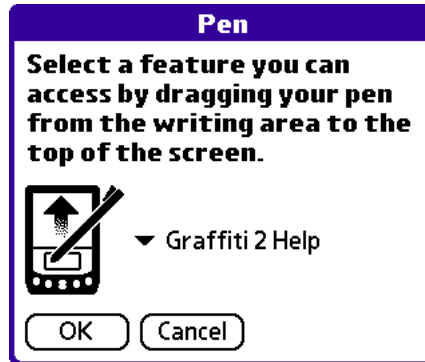 Pen
Select a feature you can
access by dragging your pen
from the writing area to the
top of the screen.
Graffiti 2 Help
OK Cancel